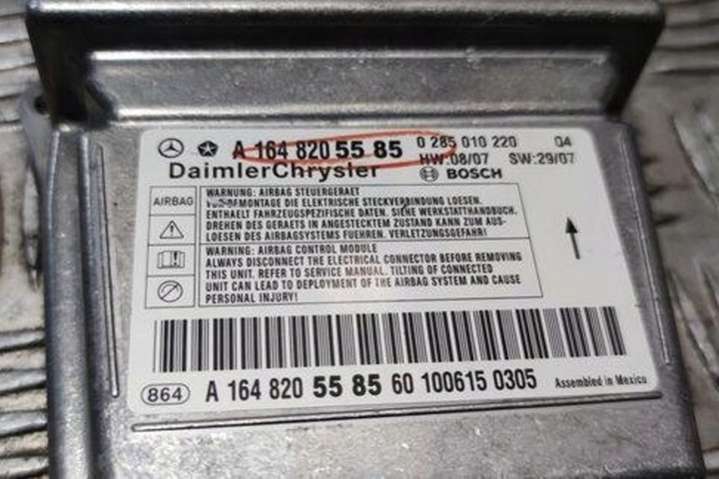 A 164 820 55 85 0 285 010 220 04
HW:08/07 SW:29/07
DaimlerChrysler BOSCH
AIRBAG
WARNUNG: AIRBAG STEUERGERAET
DEMONTAGE DIE ELEKTRISCHE STECKVERBINDUNG LOESEN.
ENTHAELT FAHRZEUGSPEZIFISCHE DATEN. SIEHE WERKSTATTHANDBUCH.
DREHEN DES GERAETS IN ANGESTECKTEM ZUSTAND KANN ZUM AUS-
LOESEN DES AIRBAGSYSTEMS FUEHREN. VERLETZUNGSGEFAHR!
WARNING: AIRBAG CONTROL MODULE
ALWAYS DISCONNECT THE ELECTRICAL CONNECTOR BEFORE REMOVING
THIS UNIT. REFER TO SERVICE MANUAL. TILTING OF CONNECTED
UNIT CAN LEAD TO DEPLOYMENT OF THE AIRBAG SYSTEM AND CAUSE
PERSONAL INJURY!
864 A 164 820 55 85 60 100615 0305 Assembled in Mexico